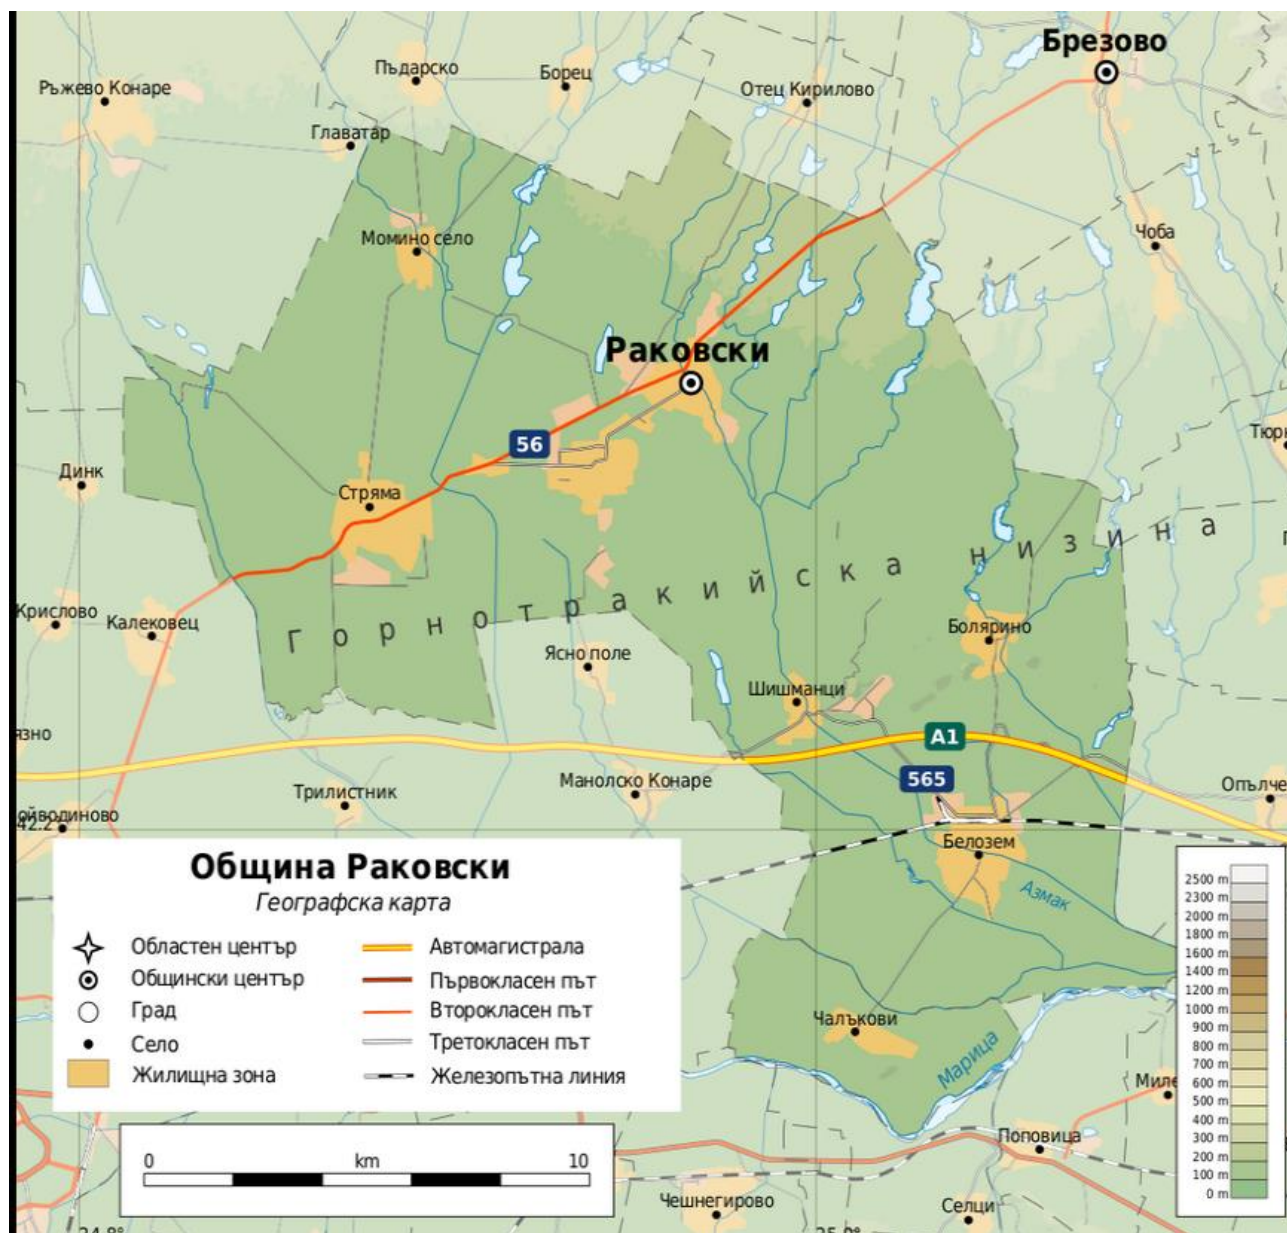 Брезово
Пъдарско
Борец
Ръжево Конаре
Отец Кирилово
Главатар
Момино село
Чоба
Раковски
56
Динк
Стряма
Горнотракийска низина
Крислово
Калековец
Болярино
Ясно поле
Шишманци
язно
A1
565
Трилистник
Манолско Конаре
Опълче
ойводиново
42.2
Белозем
Азмак
Чалъкови
Марица
Миле
Поповица
Чешнегирово
Селци
Община Раковски
Географска карта
Областен център
Общински център
Град
Село
Жилищна зона
Автомагистрала
Първокласен път
Второкласен път
Третокласен път
Железопътна линия
0 km 10
2500 m
2300 m
2000 m
1800 m
1600 m
1400 m
1200 m
1000 m
900 m
800 m
700 m
600 m
500 m
400 m
300 m
200 m
100 m
0 m